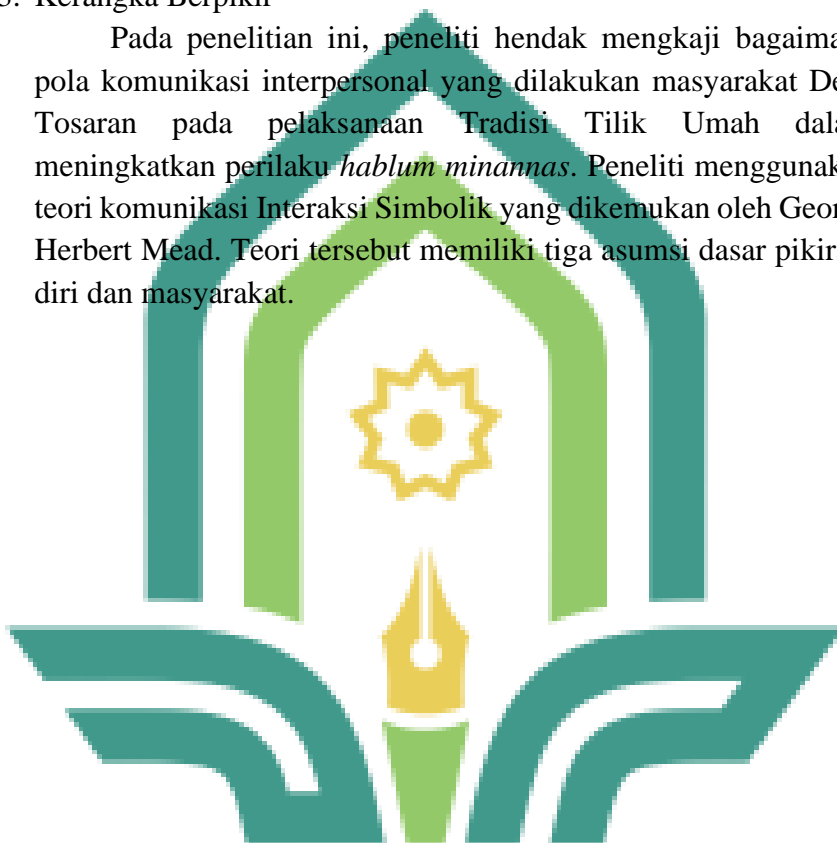 3. Kerangka Berpikir
Pada penelitian ini, peneliti hendak mengkaji bagaima
pola komunikasi interpersonal yang dilakukan masyarakat De
Tosaran pada pelaksanaan Tradisi Tilik Umah dala
meningkatkan perilaku hablum minannas. Peneliti menggunak
teori komunikasi Interaksi Simbolik yang dikemukan oleh Geor
Herbert Mead. Teori tersebut memiliki tiga asumsi dasar pikir
diri dan masyarakat.